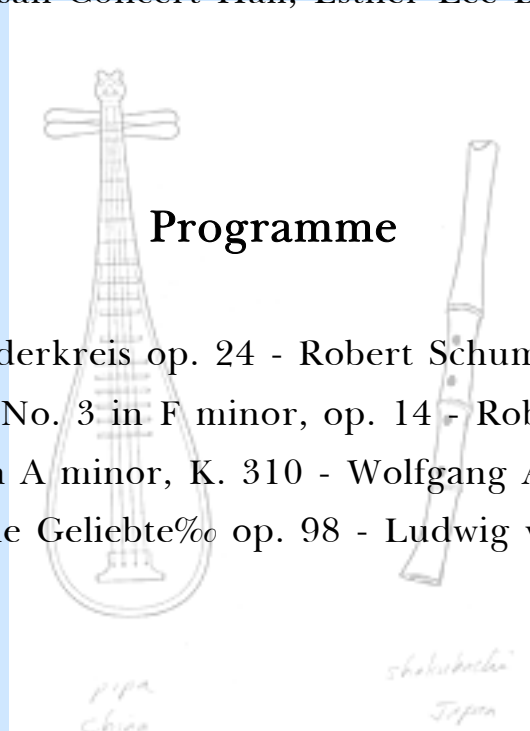 Programme
derkreis op. 24 - Robert Schum
No. 3 in F minor, op. 14 - Rob
A minor, K. 310 - Wolfgang
e Geliebte‰ op. 98 - Ludwig v
pipa shakuhachi
China Japan